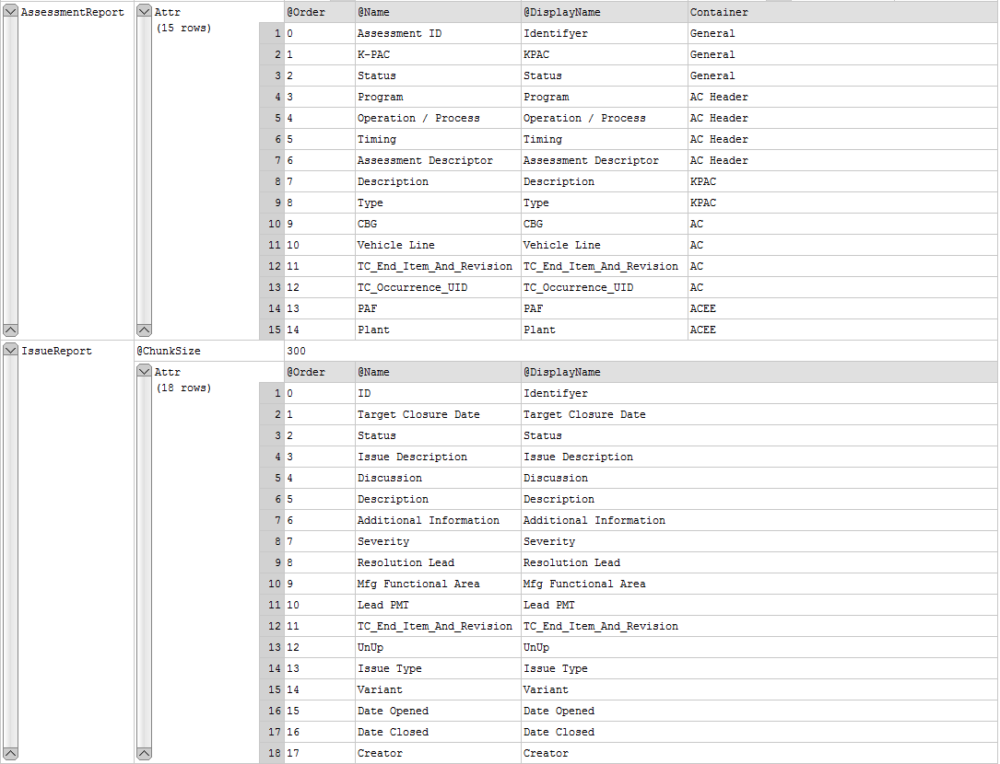 AssessmentReport Attr @Order @Name @DisplayName Container
(15 rows)
1 0 Assessment ID Identifyer General
2 1 K-PAC KPAC General
3 2 Status Status General
4 3 Program Program AC Header
5 4 Operation / Process Operation / Process AC Header
6 5 Timing Timing AC Header
7 6 Assessment Descriptor Assessment Descriptor AC Header
8 7 Description Description KPAC
9 8 Type Type KPAC
10 9 CBG CBG AC
11 10 Vehicle Line Vehicle Line AC
12 11 TC_End_Item_And_Revision TC_End_Item_And_Revision AC
13 12 TC_Occurrence_UID TC_Occurrence_UID AC
14 13 PAF PAF ACEE
15 14 Plant Plant ACEE
IssueReport @ChunkSize 300
Attr @Order @Name @DisplayName
(18 rows)
1 0 ID Identifyer
2 1 Target Closure Date Target Closure Date
3 2 Status Status
4 3 Issue Description Issue Description
5 4 Discussion Discussion
6 5 Description Description
7 6 Additional Information Additional Information
8 7 Severity Severity
9 8 Resolution Lead Resolution Lead
10 9 Mfg Functional Area Mfg Functional Area
11 10 Lead PMT Lead PMT
12 11 TC_End_Item_And_Revision TC_End_Item_And_Revision
13 12 UnUp UnUp
14 13 Issue Type Issue Type
15 14 Variant Variant
16 15 Date Opened Date Opened
17 16 Date Closed Date Closed
18 17 Creator Creator